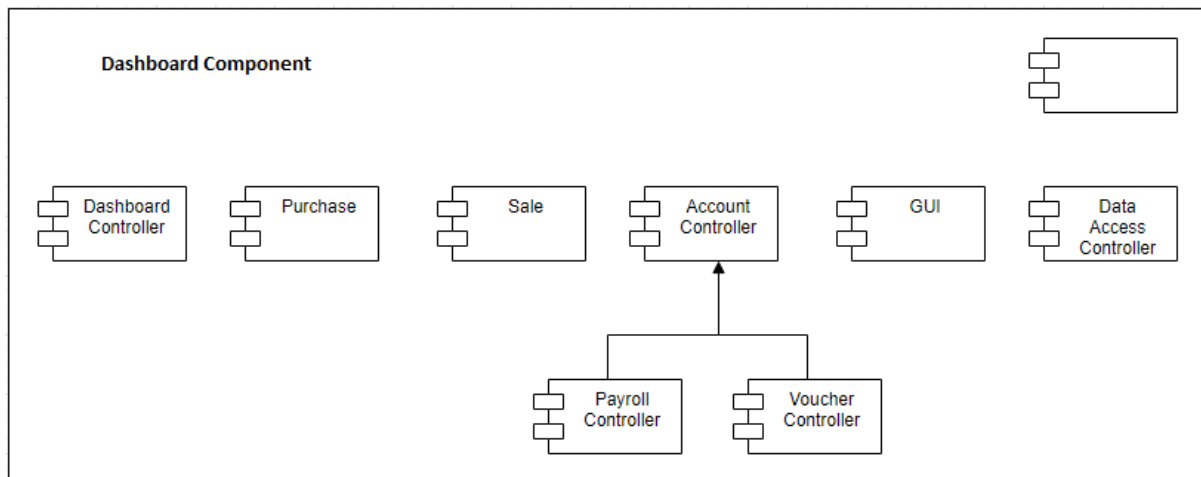 Dashboard Component
Dashboard
Controller
Purchase
Sale
Account
Controller
GUI
Data
Access
Controller
Payroll
Controller
Voucher
Controller